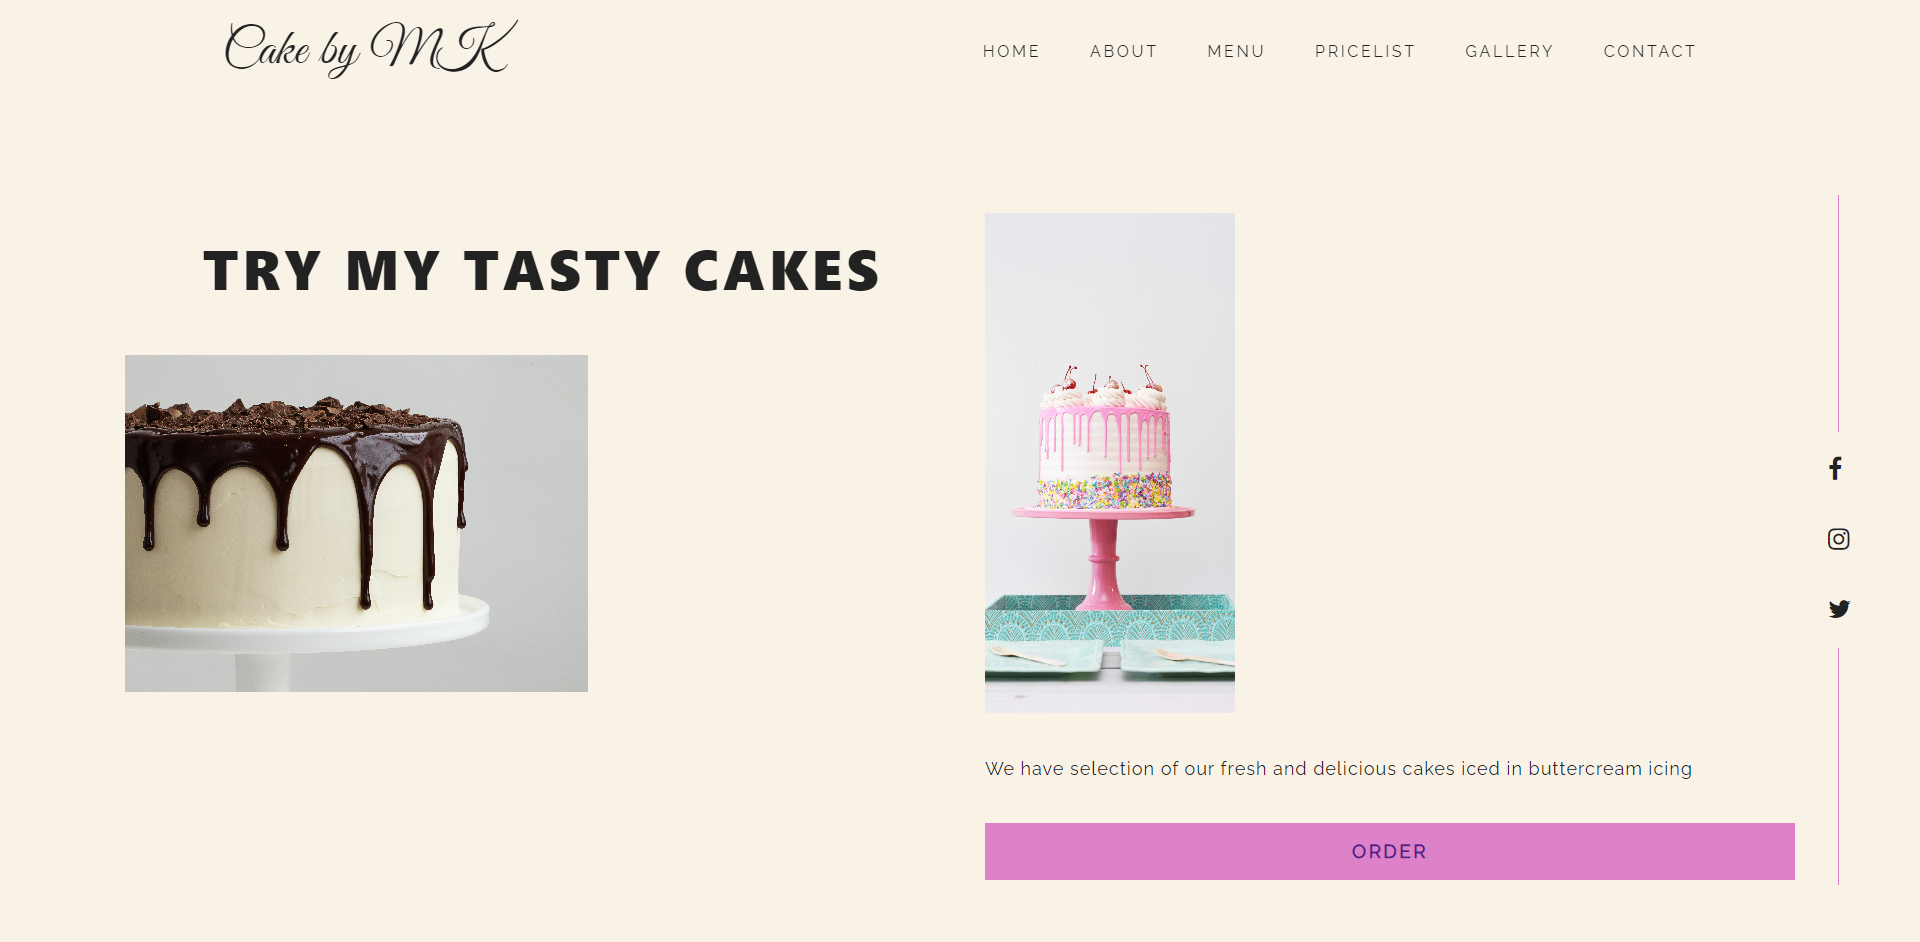 Cake by MK
HOME ABOUT MENU PRICELIST GALLERY CONTACT
TRY MY TASTY CAKES
We have selection of our fresh and delicious cakes iced in buttercream icing
ORDER